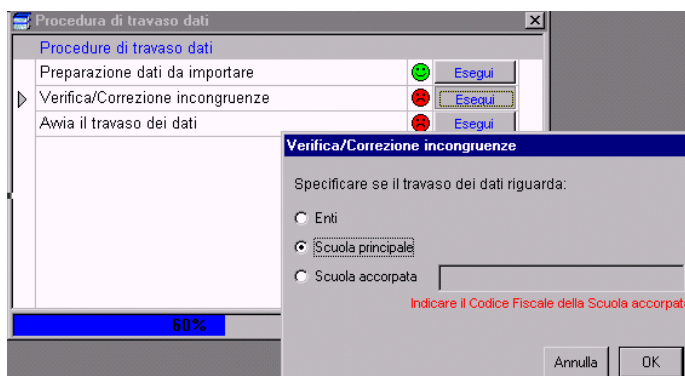 Procedura di travaso dati
Procedure di travaso dati
Preparazione dati da importare Esegui
Verifica/Correzione incongruenze Esegui
Avvia il travaso dei dati Esegui
Verifica/Correzione incongruenze
Specificare se il travaso dei dati riguarda:
Enti
Scuola principale
Scuola accorpata
Indicare il Codice Fiscale della Scuola accorpata
60%
Annulla OK